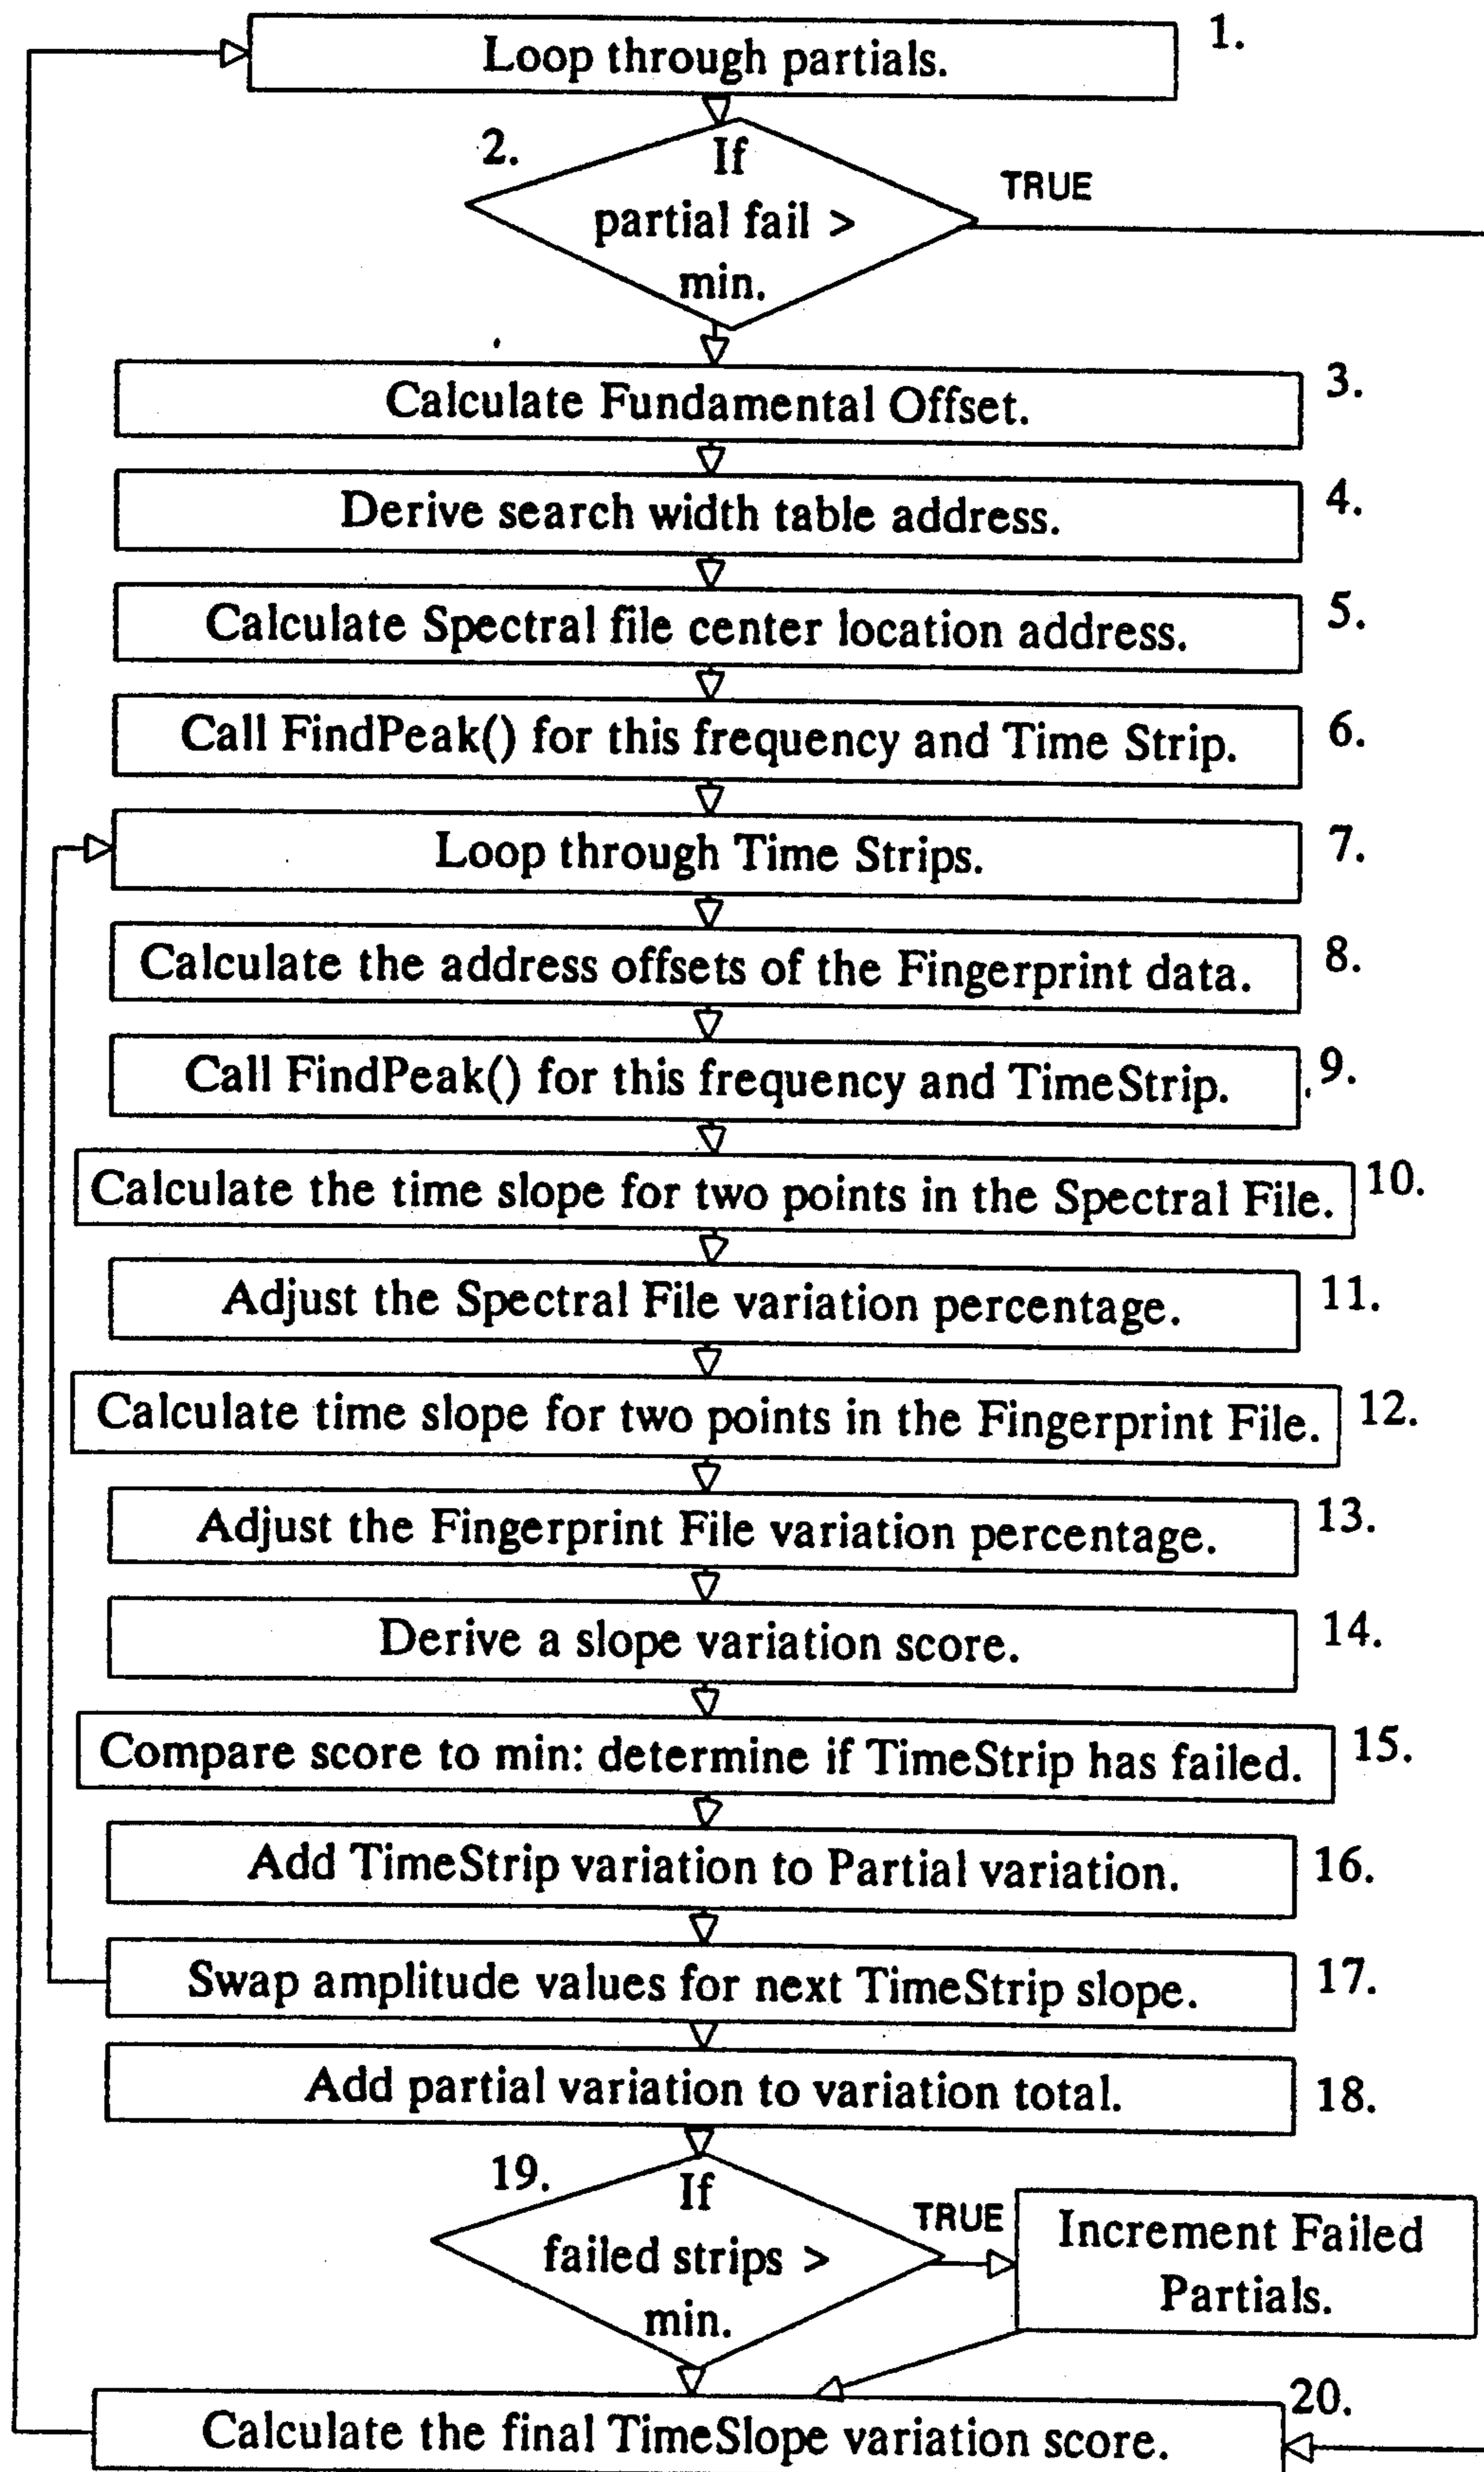 1.
Loop through partials.
2.
If
partial fail >
min.
TRUE
3.
Calculate Fundamental Offset.
4.
Derive search width table address.
5.
Calculate Spectral file center location address.
6.
Call FindPeak() for this frequency and Time Strip.
7.
Loop through Time Strips.
8.
Calculate the address offsets of the Fingerprint data.
9.
Call FindPeak() for this frequency and TimeStrip.
10.
Calculate the time slope for two points in the Spectral File.
11.
Adjust the Spectral File variation percentage.
12.
Calculate time slope for two points in the Fingerprint File.
13.
Adjust the Fingerprint File variation percentage.
14.
Derive a slope variation score.
15.
Compare score to min: determine if TimeStrip has failed.
16.
Add TimeStrip variation to Partial variation.
17.
Swap amplitude values for next TimeStrip slope.
18.
Add partial variation to variation total.
19.
If
failed strips >
min.
TRUE
Increment Failed
Partials.
20.
Calculate the final TimeSlope variation score.